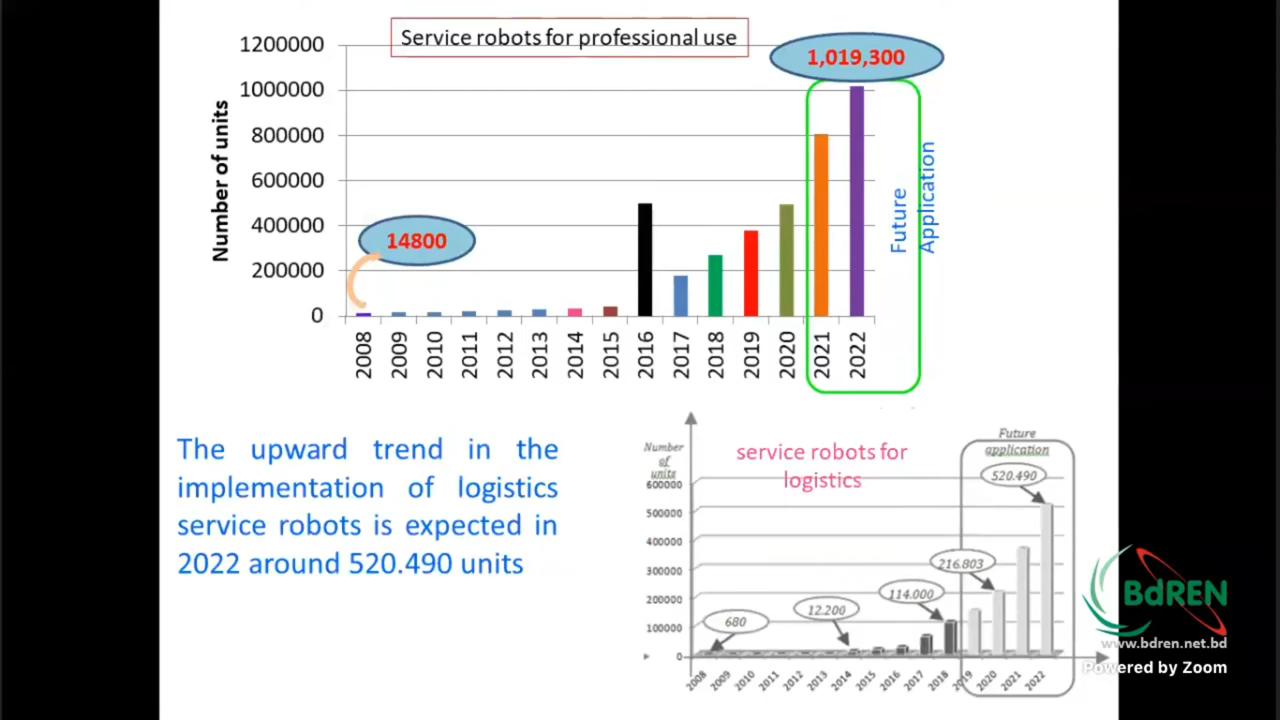 Service robots for professional use
1,019,300
1200000
1000000
800000
600000
400000
200000
0
Number of units
14800
Future
Application
2008
2009
2010
2011
2012
2013
2014
2015
2016
2017
2018
2019
2020
2021
2022
The upward trend in the
implementation of logistics
service robots is expected in
2022 around 520.490 units
Number
of
units
service robots for
logistics
Future
application
520.490
216.803
114.000
12.200
680
600000
500000
400000
300000
200000
100000
0
2008
2009
2010
2011
2012
2013
2014
2015
2016
2017
2018
2019
2020
2021
2022
BdREN
www.bdren.net.bd
Powered by Zoom